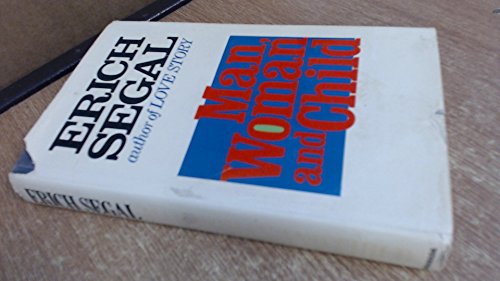 ERICH
SEGAL
author of LOVE STORY
Man,
Woman
and Child
ERICH SEGAL